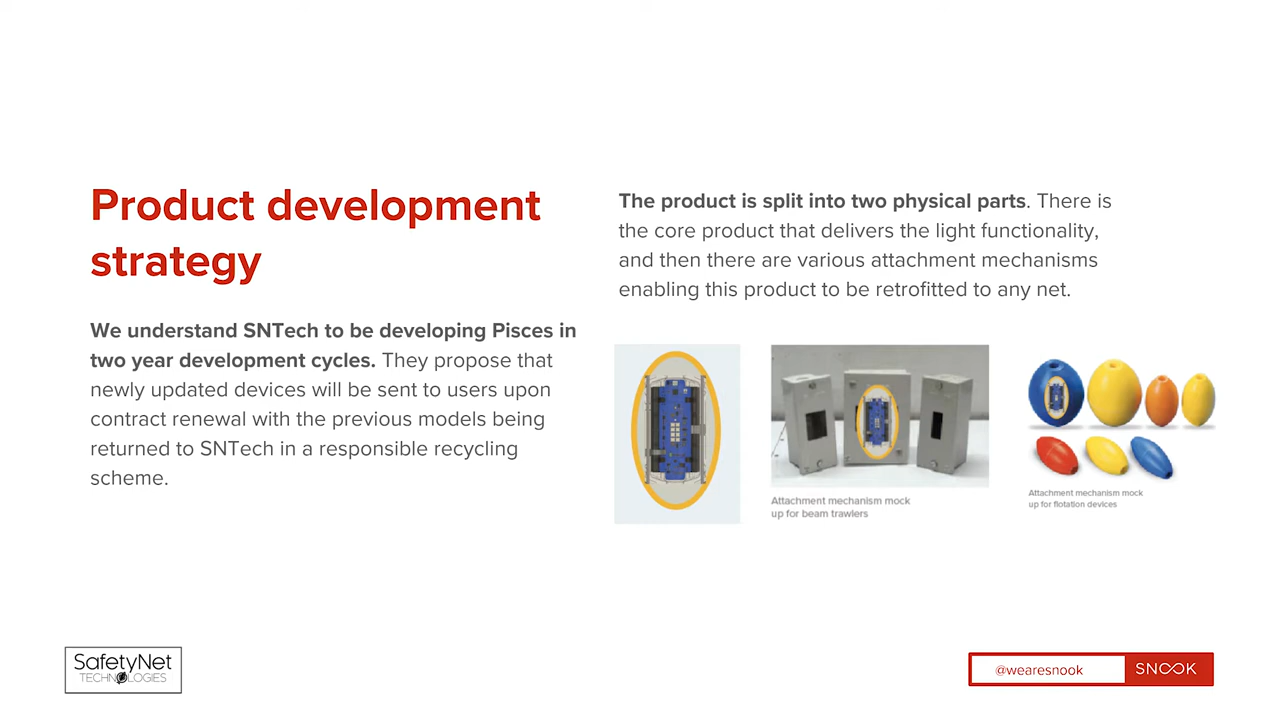 Product development
strategy
We understand SNTech to be developing Pisces in
two year development cycles. They propose that
newly updated devices will be sent to users upon
contract renewal with the previous models being
returned to SNTech in a responsible recycling
scheme.
The product is split into two physical parts. There is
the core product that delivers the light functionality,
and then there are various attachment mechanisms
enabling this product to be retrofitted to any net.
Attachment mechanism mock
up for beam trawlers
Attachment mechanism mock
up for flotation devices
SafetyNet
TECHNOLOGIES
@wearesnook
SNOOK